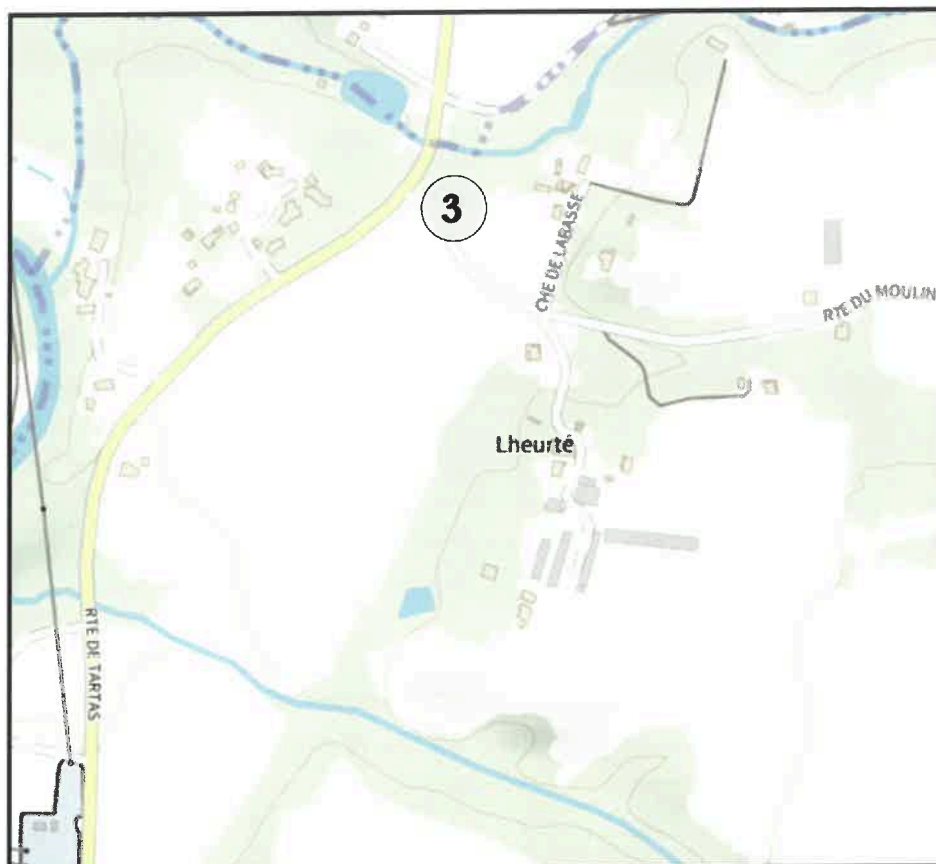 3
CHE DE LABASSE
RTE DU MOULIN
Lheurté
RTE DE TARTAS